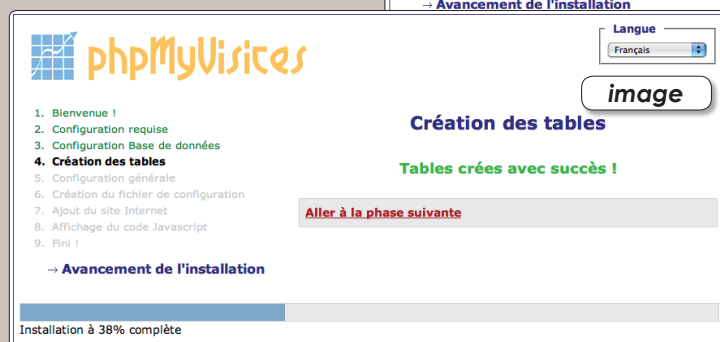 → Avancement de l'installation
phpMyVisites
Langue
Français
image
1. Bienvenue !
2. Configuration requise
3. Configuration Base de données
4. Création des tables
5. Configuration générale
6. Création du fichier de configuration
7. Ajout du site Internet
8. Affichage du code Javascript
9. Fini !
→ Avancement de l'installation
Création des tables
Tables crées avec succès !
Aller à la phase suivante
Installation à 38% complète